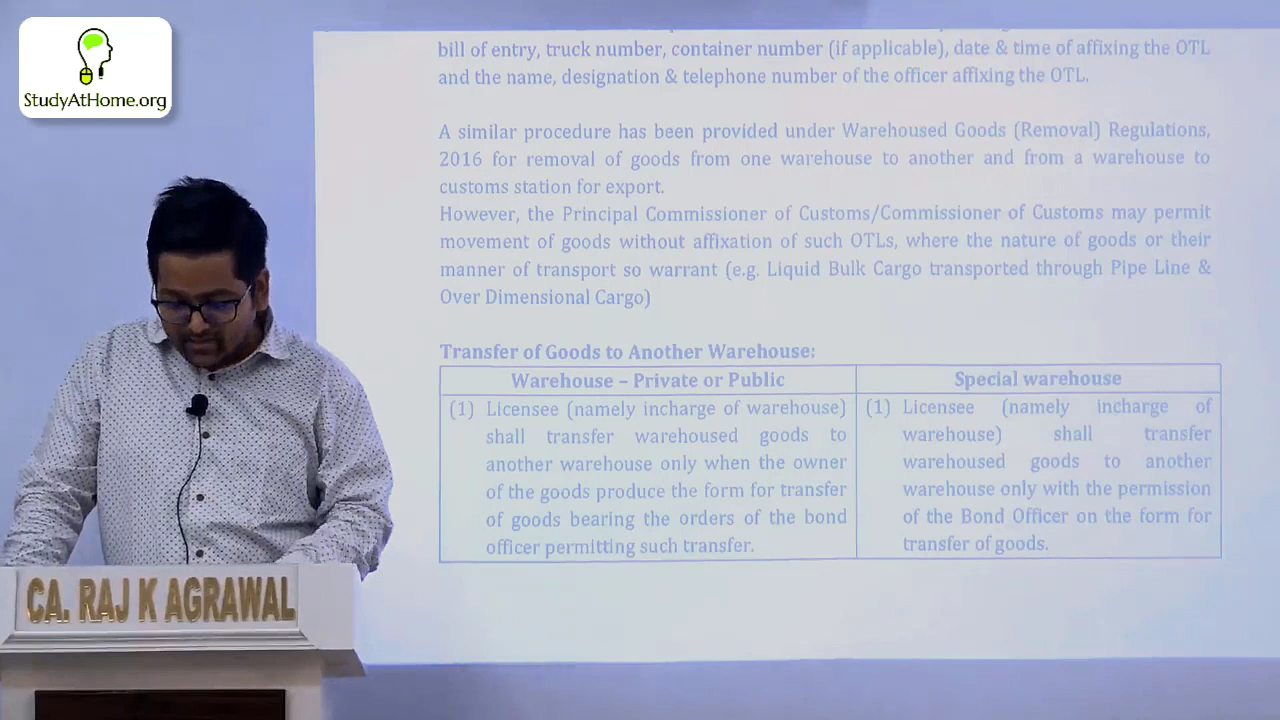 StudyAtHome.org
bill of entry, truck number, container number (if applicable), date & time of affixing the OTL
and the name, designation & telephone number of the officer affixing the OTL.
A similar procedure has been provided under Warehoused Goods (Removal) Regulations,
2016 for removal of goods from one warehouse to another and from a warehouse to
customs station for export.
However, the Principal Commissioner of Customs/Commissioner of Customs may permit
movement of goods without affixation of such OTLs, where the nature of goods or their
manner of transport so warrant (e.g. Liquid Bulk Cargo transported through Pipe Line &
Over Dimensional Cargo)
Transfer of Goods to Another Warehouse:
Warehouse – Private or Public
(1) Licensee (namely incharge of warehouse)
shall transfer warehoused goods to
another warehouse only when the owner
of the goods produce the form for transfer
of goods bearing the orders of the bond
officer permitting such transfer.
Special warehouse
(1) Licensee (namely incharge of
warehouse) shall transfer
warehoused goods to another
warehouse only with the permission
of the Bond Officer on the form for
transfer of goods.
CA. RAJ K AGRAWAL